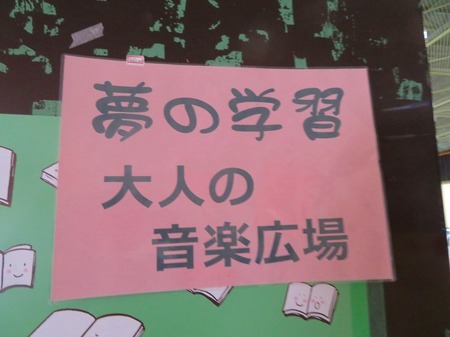 夢の学習
大人の
音楽広場